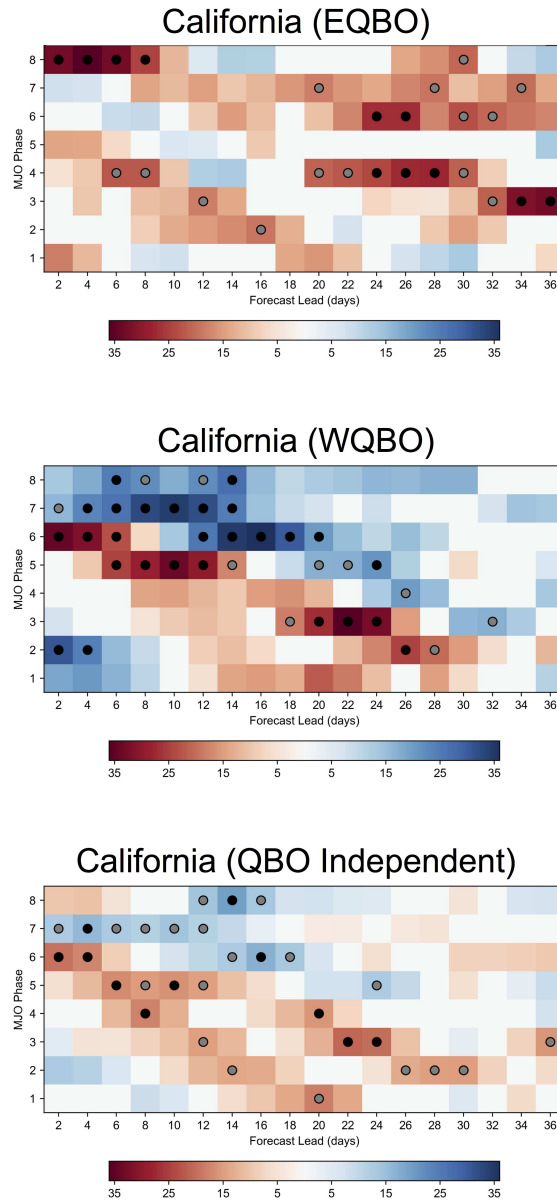 California (EQBO)
8
7
6
5
4
3
2
1
MJO Phase
2 4 6 8 10 12 14 16 18 20 22 24 26 28 30 32 34 36
Forecast Lead (days)
35 25 15 5 5 15 25 35
California (WQBO)
8
7
6
5
4
3
2
1
MJO Phase
2 4 6 8 10 12 14 16 18 20 22 24 26 28 30 32 34 36
Forecast Lead (days)
35 25 15 5 5 15 25 35
California (QBO Independent)
8
7
6
5
4
3
2
1
MJO Phase
2 4 6 8 10 12 14 16 18 20 22 24 26 28 30 32 34 36
Forecast Lead (days)
35 25 15 5 5 15 25 35